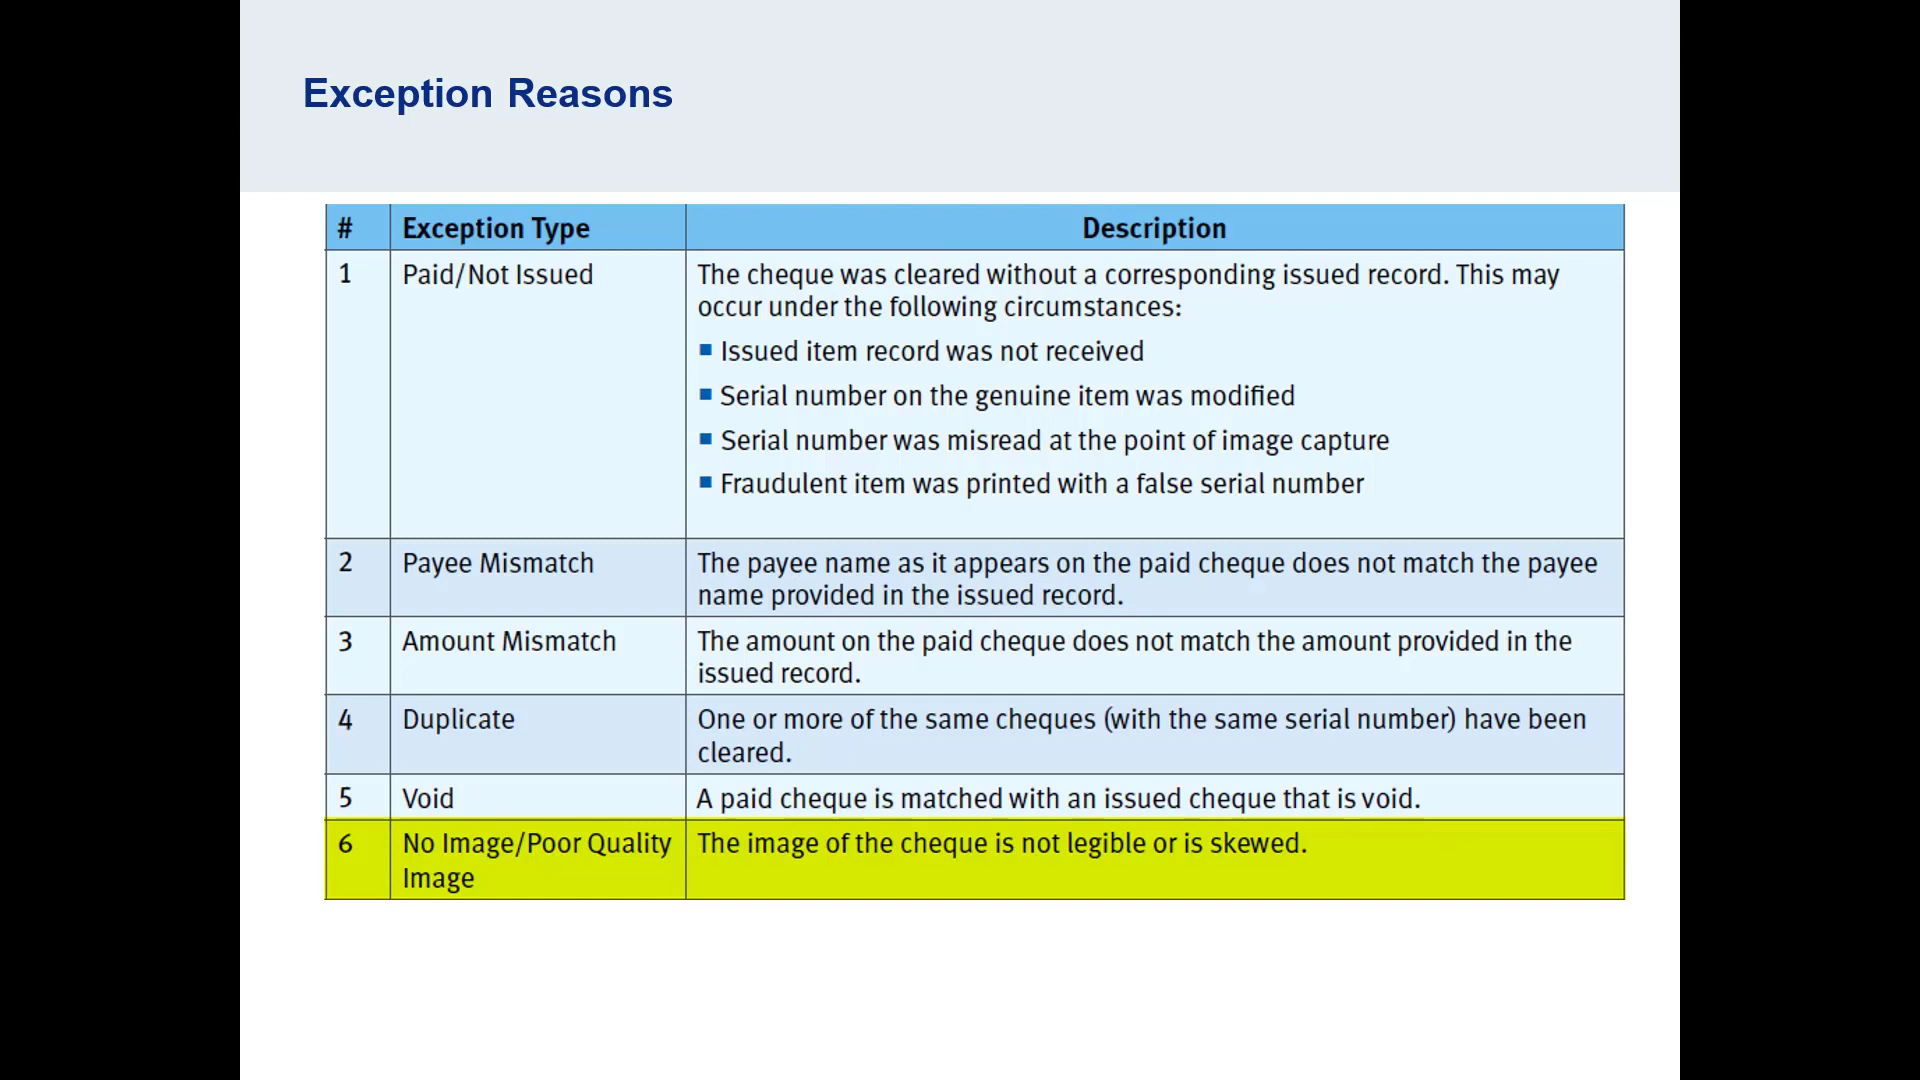 Exception Reasons
# Exception Type Description
1 Paid/Not Issued The cheque was cleared without a corresponding issued record. This may
occur under the following circumstances:
■ Issued item record was not received
■ Serial number on the genuine item was modified
■ Serial number was misread at the point of image capture
■ Fraudulent item was printed with a false serial number
2 Payee Mismatch The payee name as it appears on the paid cheque does not match the payee
name provided in the issued record.
3 Amount Mismatch The amount on the paid cheque does not match the amount provided in the
issued record.
4 Duplicate One or more of the same cheques (with the same serial number) have been
cleared.
5 Void A paid cheque is matched with an issued cheque that is void.
6 No Image/Poor Quality The image of the cheque is not legible or is skewed.
Image